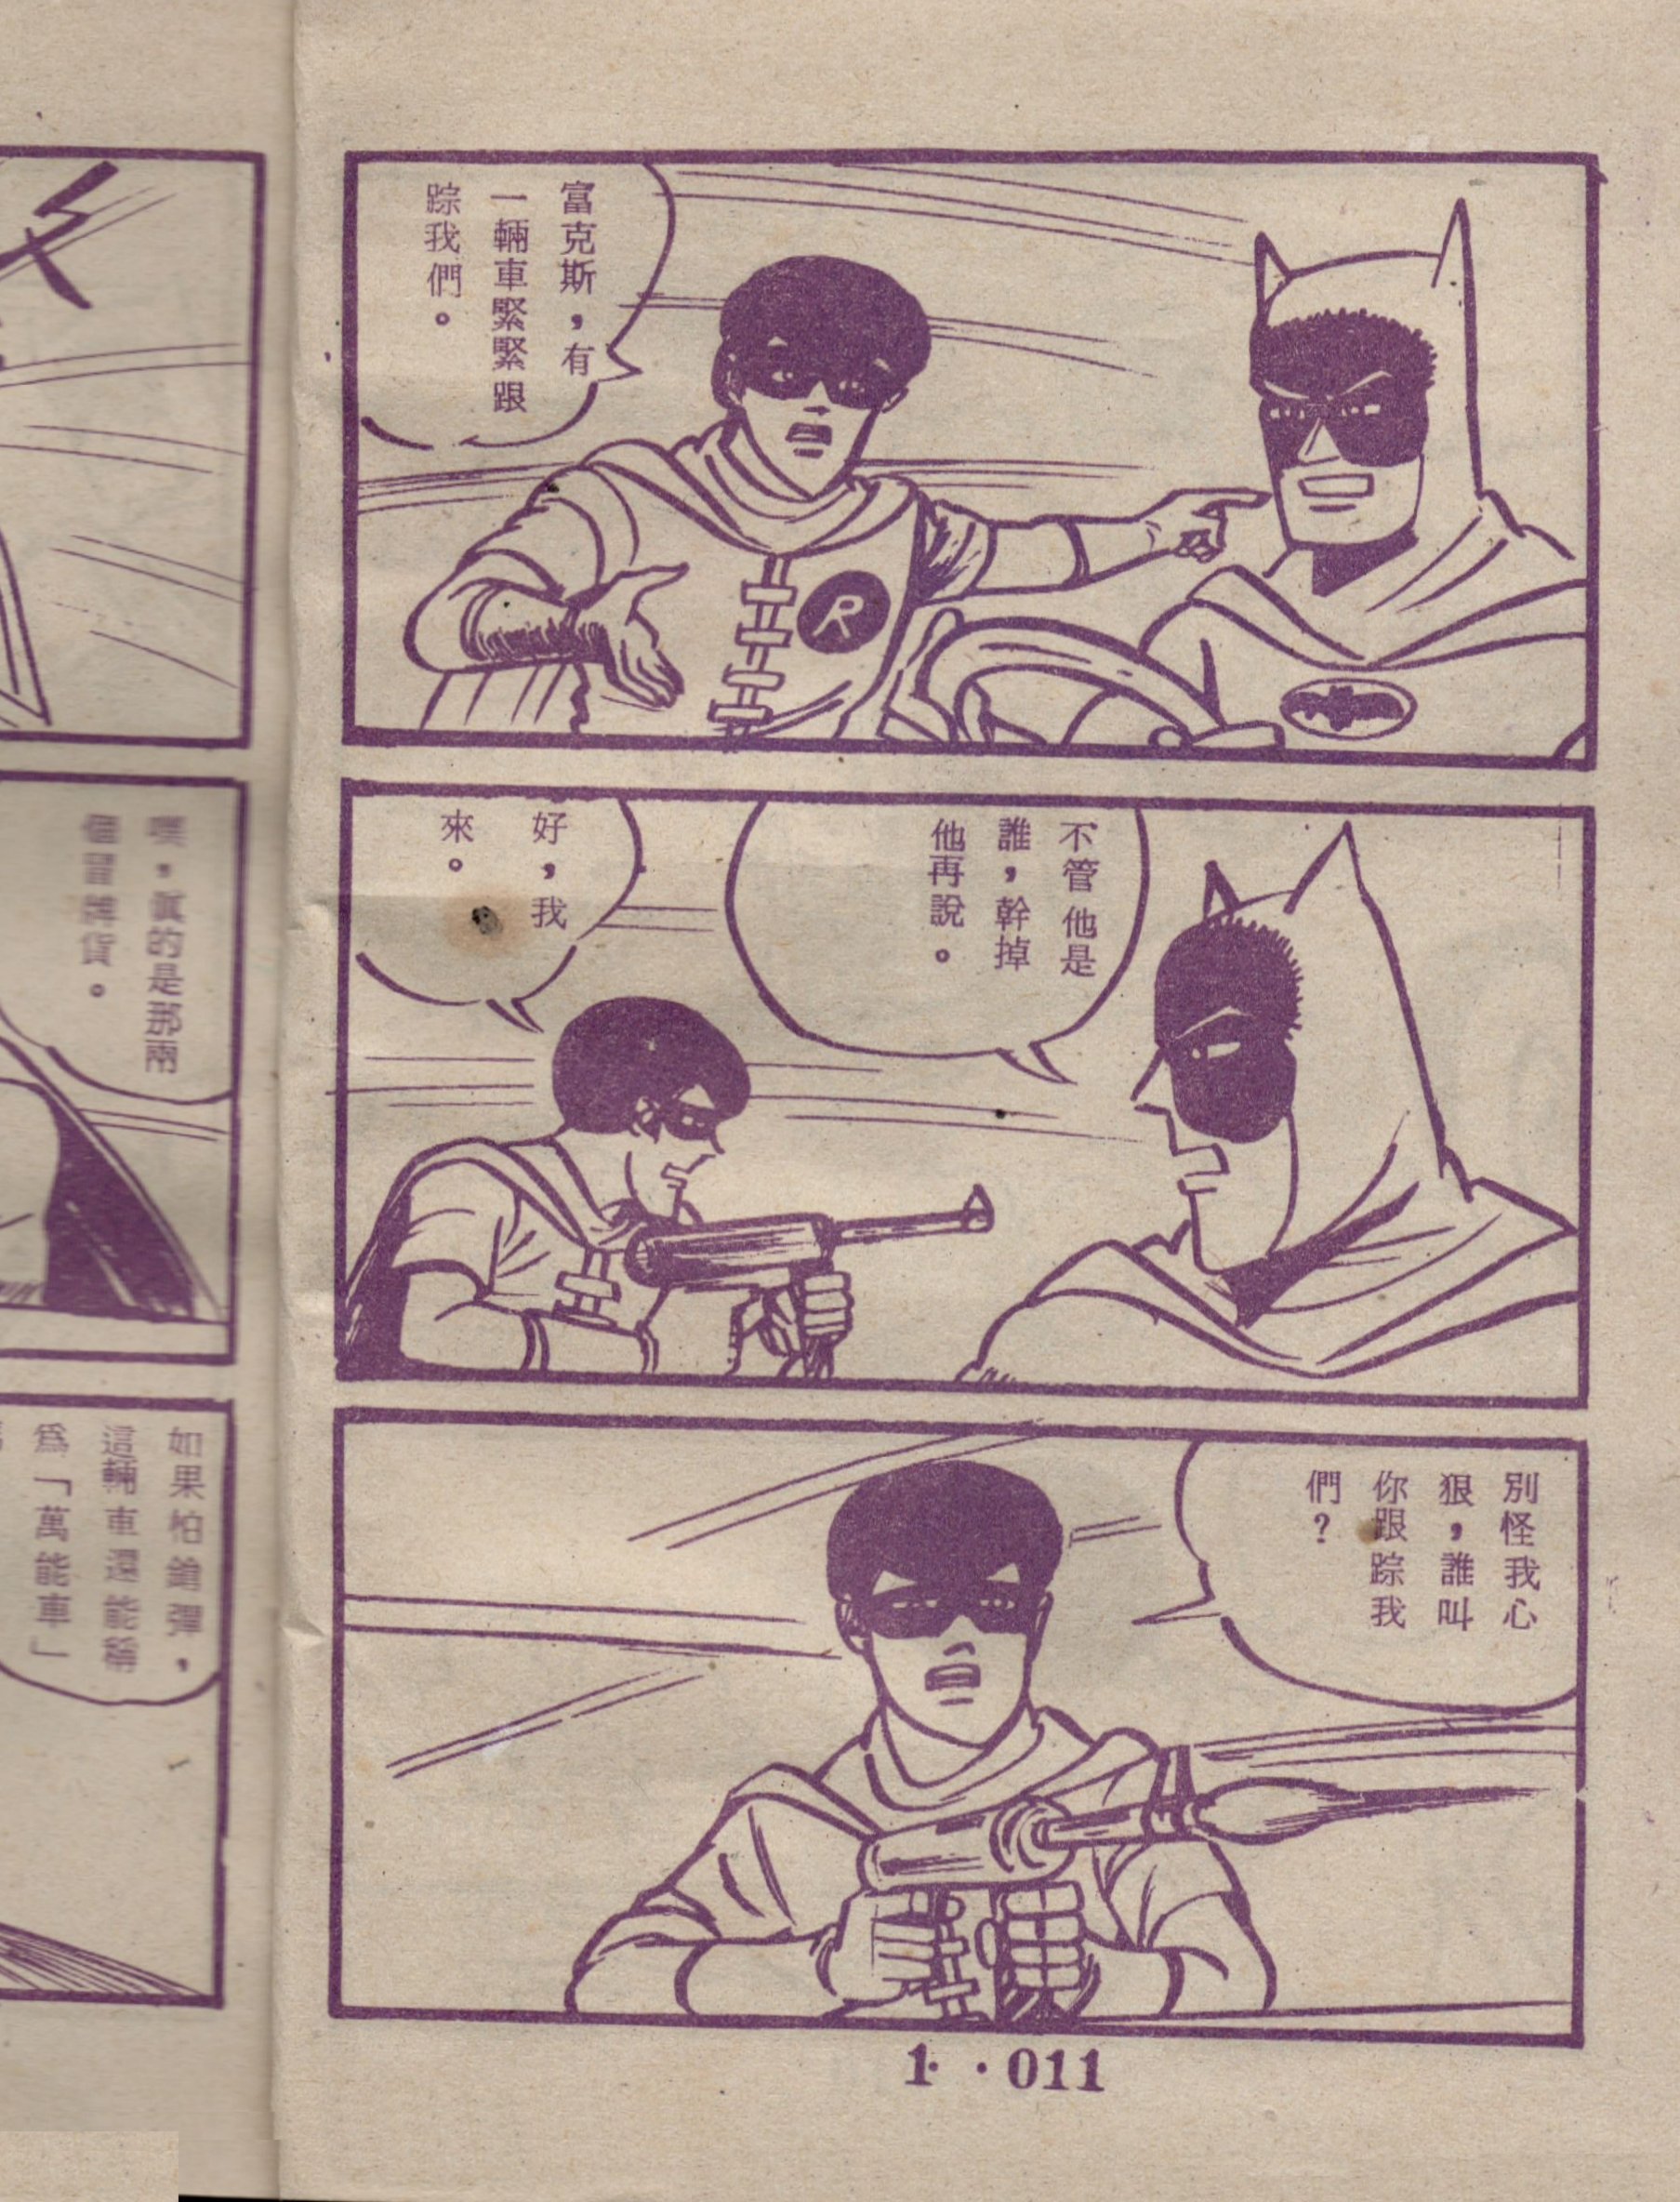 富克斯，有
一輛車緊緊跟
踪我們。
R
不管他是
誰，幹掉
他再說。
好，我
來。
別怪我心
狠，誰叫
你跟踪我
們？
1··011
噗，真的是那兩
個冒牌貨。
如果怕鎗彈，
這輛車還能稱
為「萬能車」